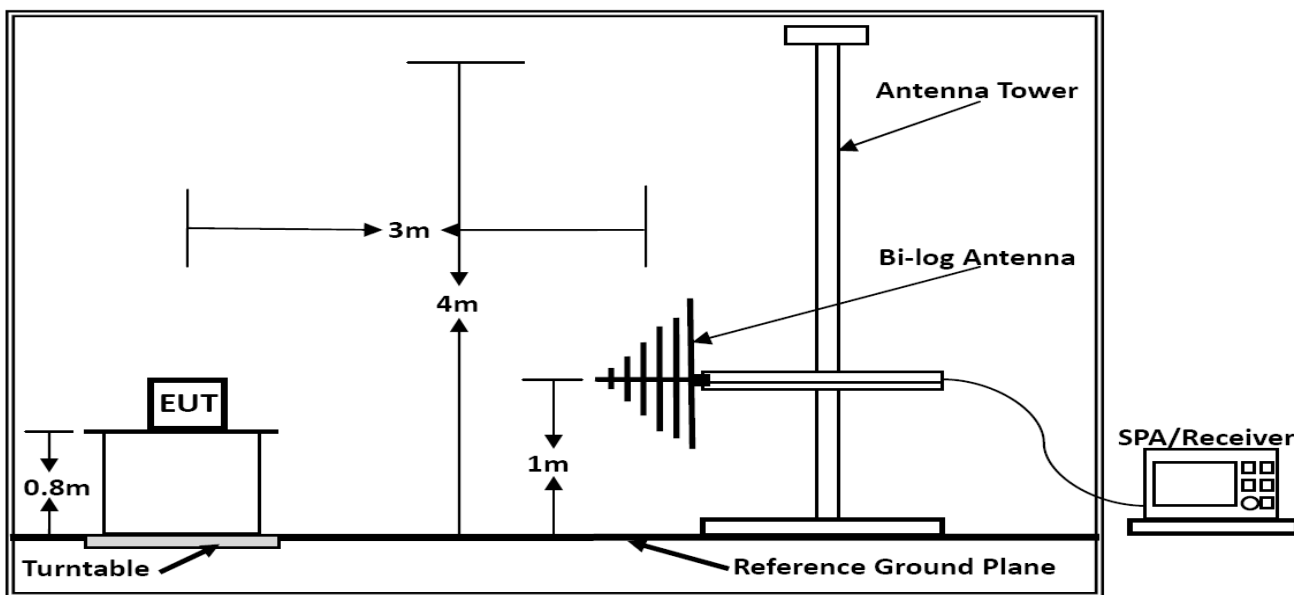 Antenna Tower
3m
Bi-log Antenna
4m
EUT
SPA/Receiver
1m
0.8m
Turntable
Reference Ground Plane